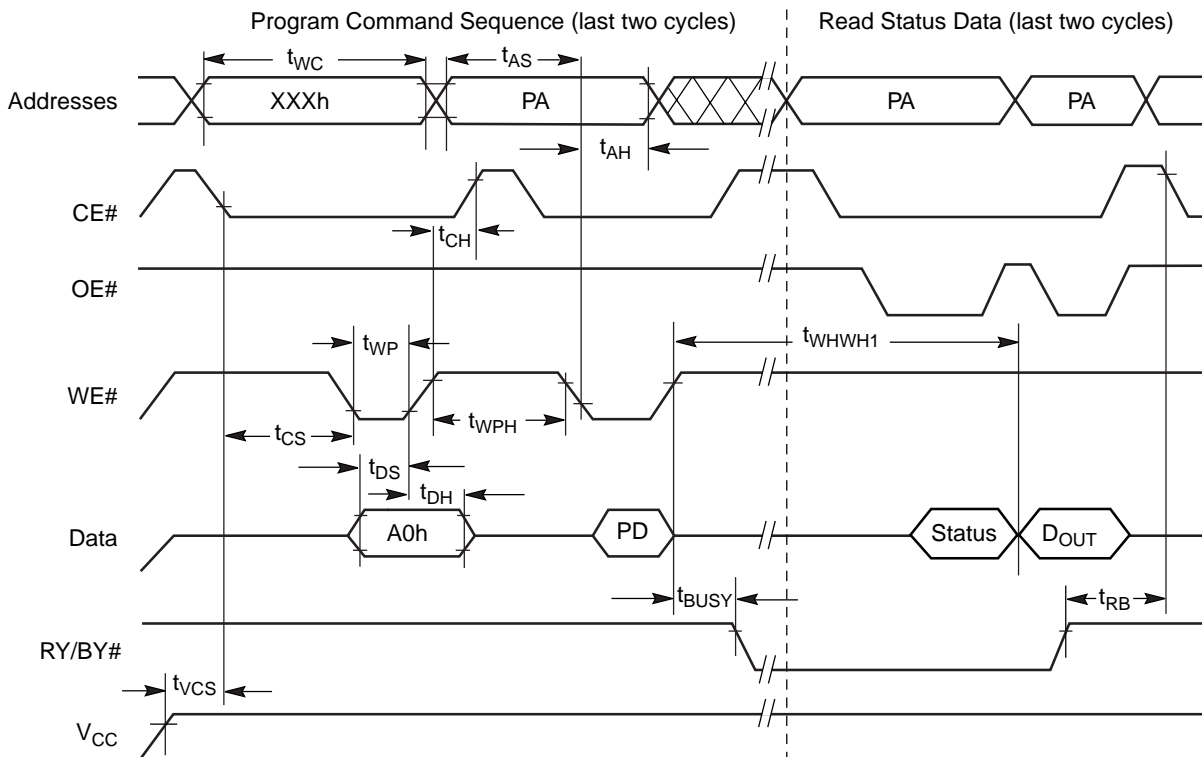 Program Command Sequence (last two cycles)
Read Status Data (last two cycles)
tWC
tAS
Addresses
XXXh
PA
PA
PA
tAH
CE#
tCH
OE#
tWP
tWHWH1
WE#
tWPH
tCS
tDS
tDH
Data
A0h
PD
Status
DOUT
tBUSY
tRB
RY/BY#
tVCS
VCC